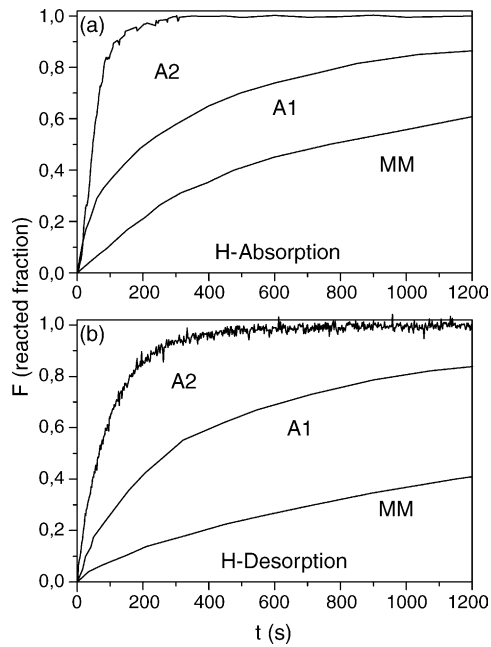 (a)
1,0
A2
0,8
A1
0,6
0,4
MM
0,2
H-Absorption
0,0
0 200 400 600 800 1000 1200
F (reacted fraction)
(b)
1,0
A2
0,8
A1
0,6
0,4
MM
0,2
H-Desorption
0,0
0 200 400 600 800 1000 1200
t (s)